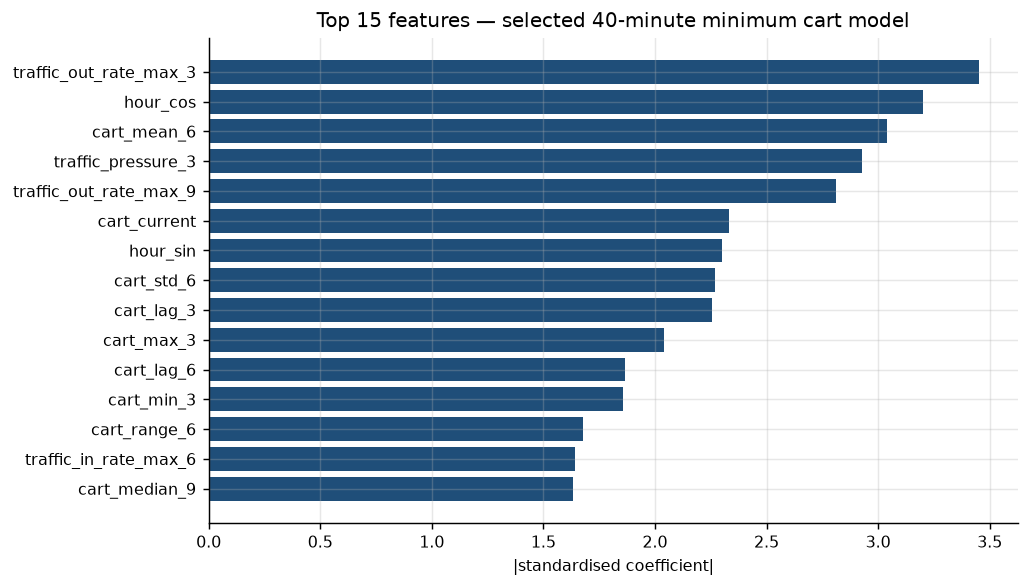 Top 15 features — selected 40-minute minimum cart model
traffic_out_rate_max_3
hour_cos
cart_mean_6
traffic_pressure_3
traffic_out_rate_max_9
cart_current
hour_sin
cart_std_6
cart_lag_3
cart_max_3
cart_lag_6
cart_min_3
cart_range_6
traffic_in_rate_max_6
cart_median_9
0.0 0.5 1.0 1.5 2.0 2.5 3.0 3.5
|standardised coefficient|